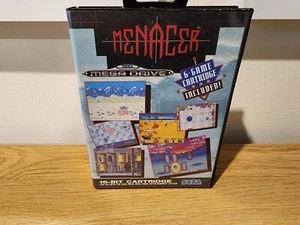 MENACER
SEGA
MEGA DRIVE
6-GAME
CARTRIDGE
INCLUDED!
16-BIT CARTRIDGE
SEGA